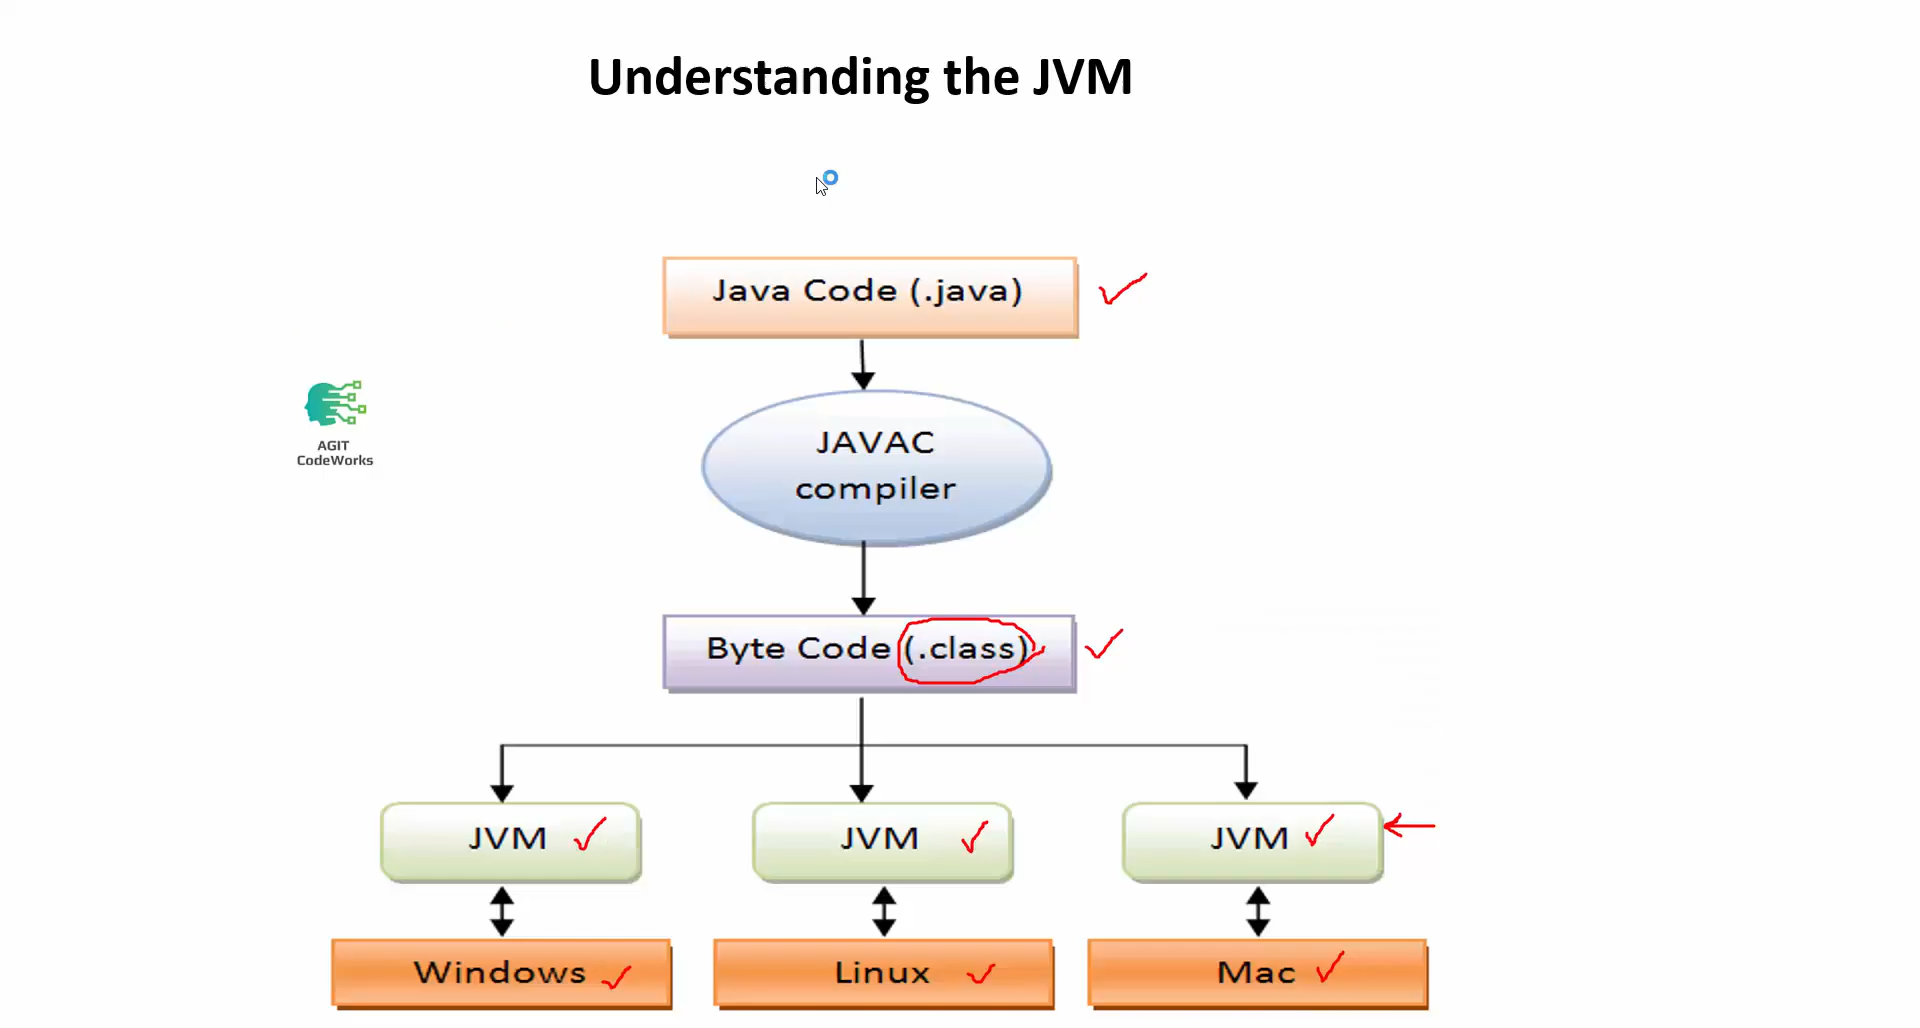 Understanding the JVM
Java Code (.java)
AGIT
CodeWorks
JAVAC
compiler
Byte Code (.class)
JVM
JVM
JVM
Windows
Linux
Mac